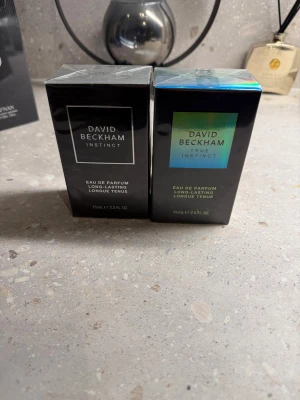 DAVID
BECKHAM
INSTINCT
EAU DE PARFUM
LONG-LASTING
LONGUE TENUE
DAVID
BECKHAM
TRUE
INSTINCT
EAU DE PARFUM
LONG-LASTING
LONGUE TENUE